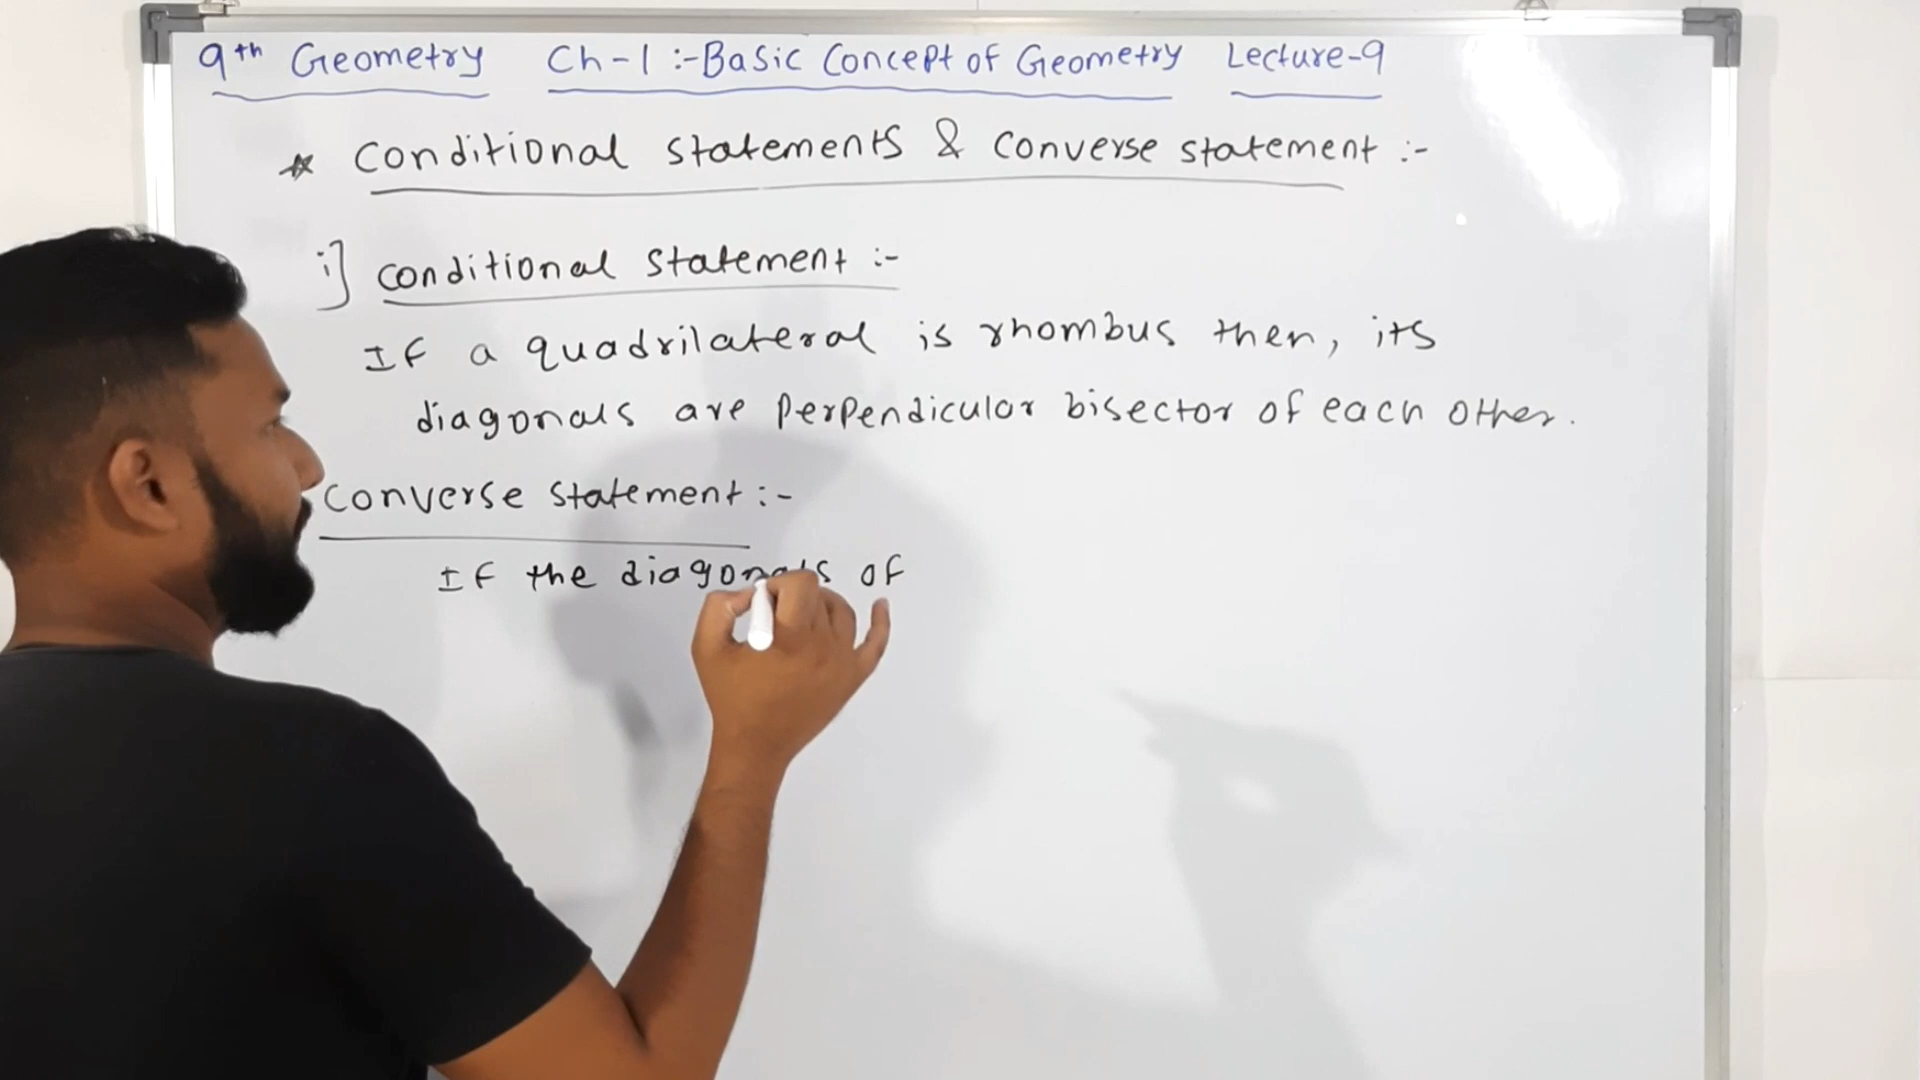 9th Geometry Ch-1 :- Basic Concept of Geometry Lecture-9
* Conditional statements & Converse statement :-
i] Conditional Statement :-
If a quadrilateral is rhombus then, its
diagonals are perpendicular bisector of each other.
Converse Statement :-
If the diagonals of